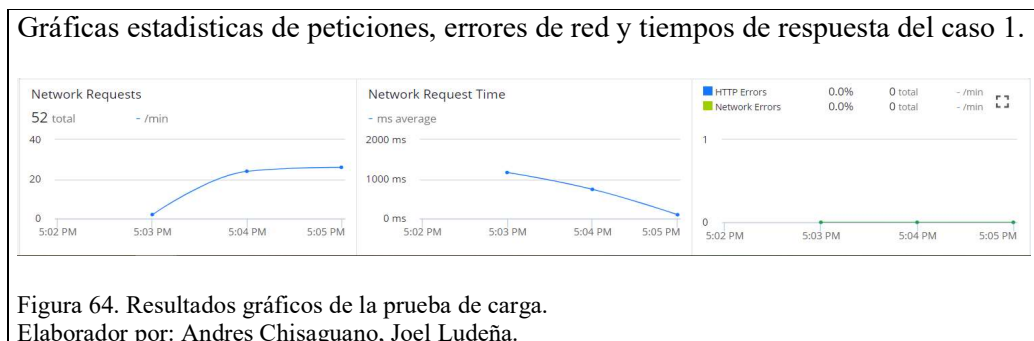 Gráficas estadisticas de peticiones, errores de red y tiempos de respuesta del caso 1.
Network Requests
52 total - /min
40
20
0
5:02 PM 5:03 PM 5:04 PM 5:05 PM
Network Request Time
- ms average
2000 ms
1000 ms
0 ms
5:02 PM 5:03 PM 5:04 PM 5:05 PM
HTTP Errors 0.0% 0 total - /min
Network Errors 0.0% 0 total - /min
1
0
5:02 PM 5:03 PM 5:04 PM 5:05 PM
Figura 64. Resultados gráficos de la prueba de carga.
Elaborador por: Andres Chisaguano, Joel Ludeña.